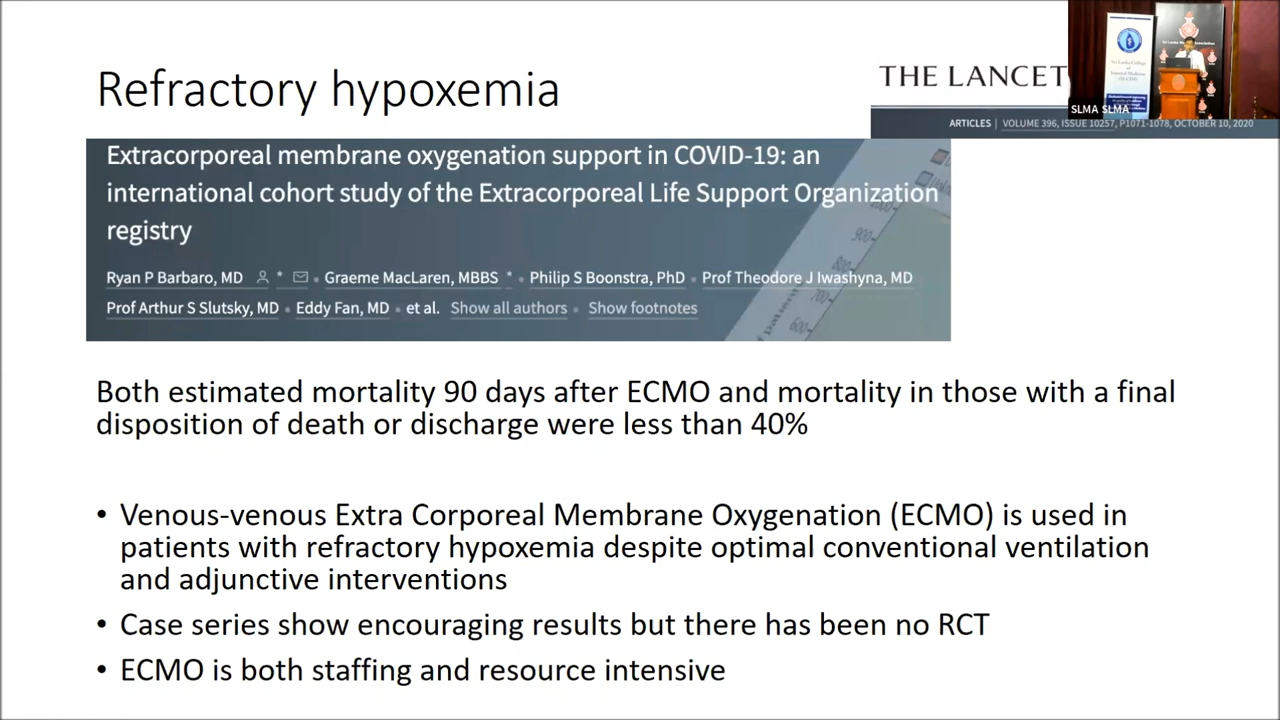 Refractory hypoxemia
THE LANCET
SLMA SLMA
ARTICLES | VOLUME 396, ISSUE 10257, P1071-1078, OCTOBER 10, 2020
Extracorporeal membrane oxygenation support in COVID-19: an
international cohort study of the Extracorporeal Life Support Organization
registry
Ryan P Barbaro, MD * • Graeme MacLaren, MBBS * • Philip S Boonstra, PhD • Prof Theodore J Iwashyna, MD
Prof Arthur S Slutsky, MD • Eddy Fan, MD • et al. Show all authors • Show footnotes
900
800
700
600
Both estimated mortality 90 days after ECMO and mortality in those with a final
disposition of death or discharge were less than 40%
• Venous-venous Extra Corporeal Membrane Oxygenation (ECMO) is used in
patients with refractory hypoxemia despite optimal conventional ventilation
and adjunctive interventions
• Case series show encouraging results but there has been no RCT
• ECMO is both staffing and resource intensive